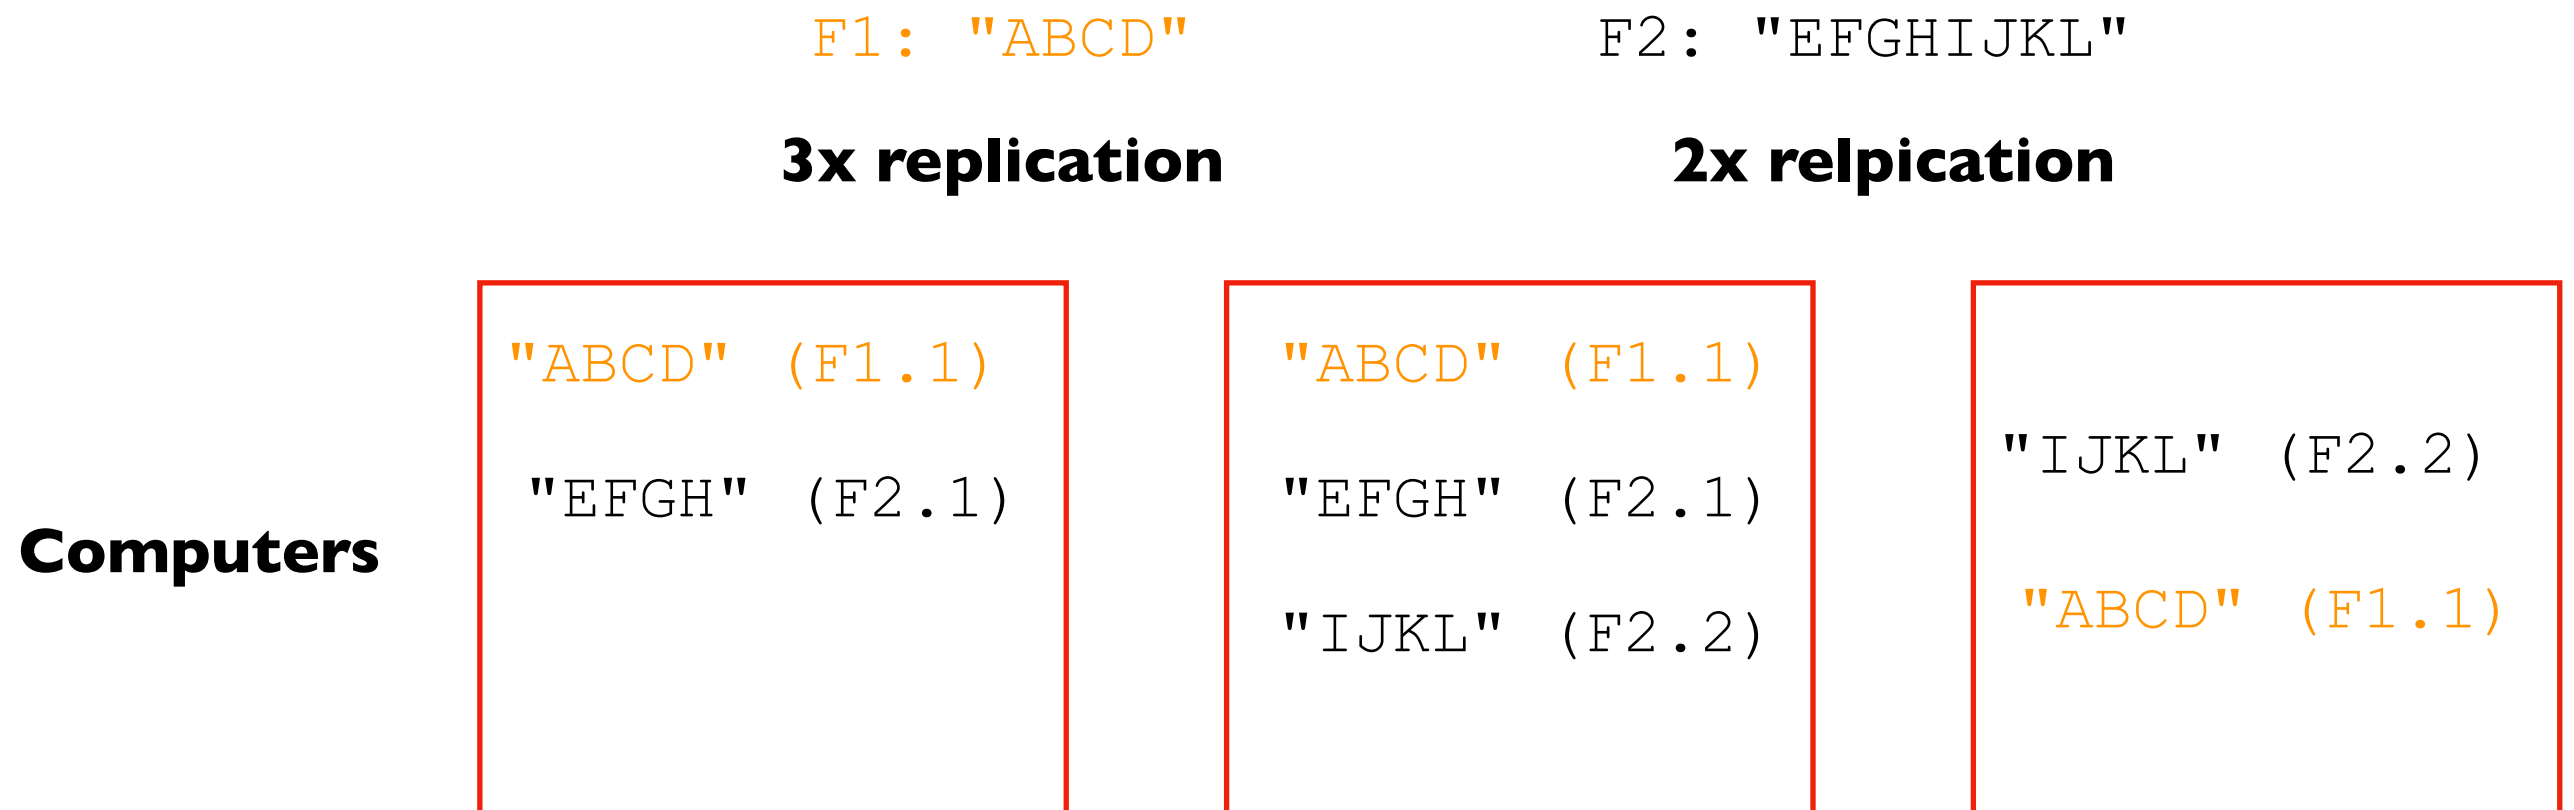 F1: "ABCD"
F2: "EFGHIJKL"
3x replication
2x relpication
Computers
"ABCD" (F1.1)
"EFGH" (F2.1)
"ABCD" (F1.1)
"EFGH" (F2.1)
"IJKL" (F2.2)
"IJKL" (F2.2)
"ABCD" (F1.1)